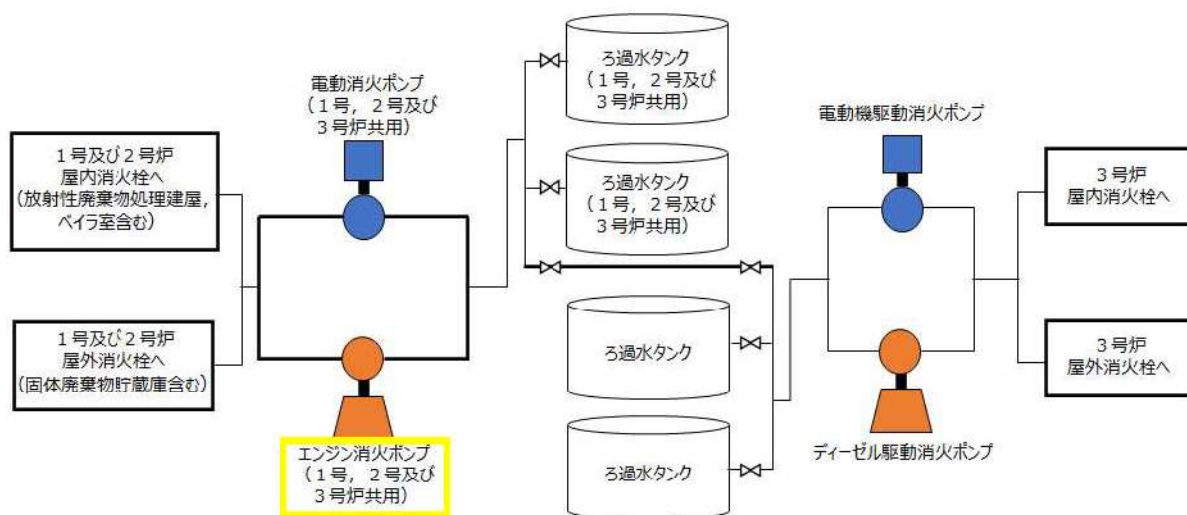 電動消火ポンプ
（１号，２号及び
３号炉共用）
１号及び２号炉
屋内消火栓へ
（放射性廃棄物処理建屋，
ベイラ室含む）
１号及び２号炉
屋外消火栓へ
（固体廃棄物貯蔵庫含む）
エンジン消火ポンプ
（１号，２号及び
３号炉共用）
ろ過水タンク
（１号，２号及び
３号炉共用）
ろ過水タンク
（１号，２号及び
３号炉共用）
ろ過水タンク
ろ過水タンク
電動機駆動消火ポンプ
ディーゼル駆動消火ポンプ
３号炉
屋内消火栓へ
３号炉
屋外消火栓へ